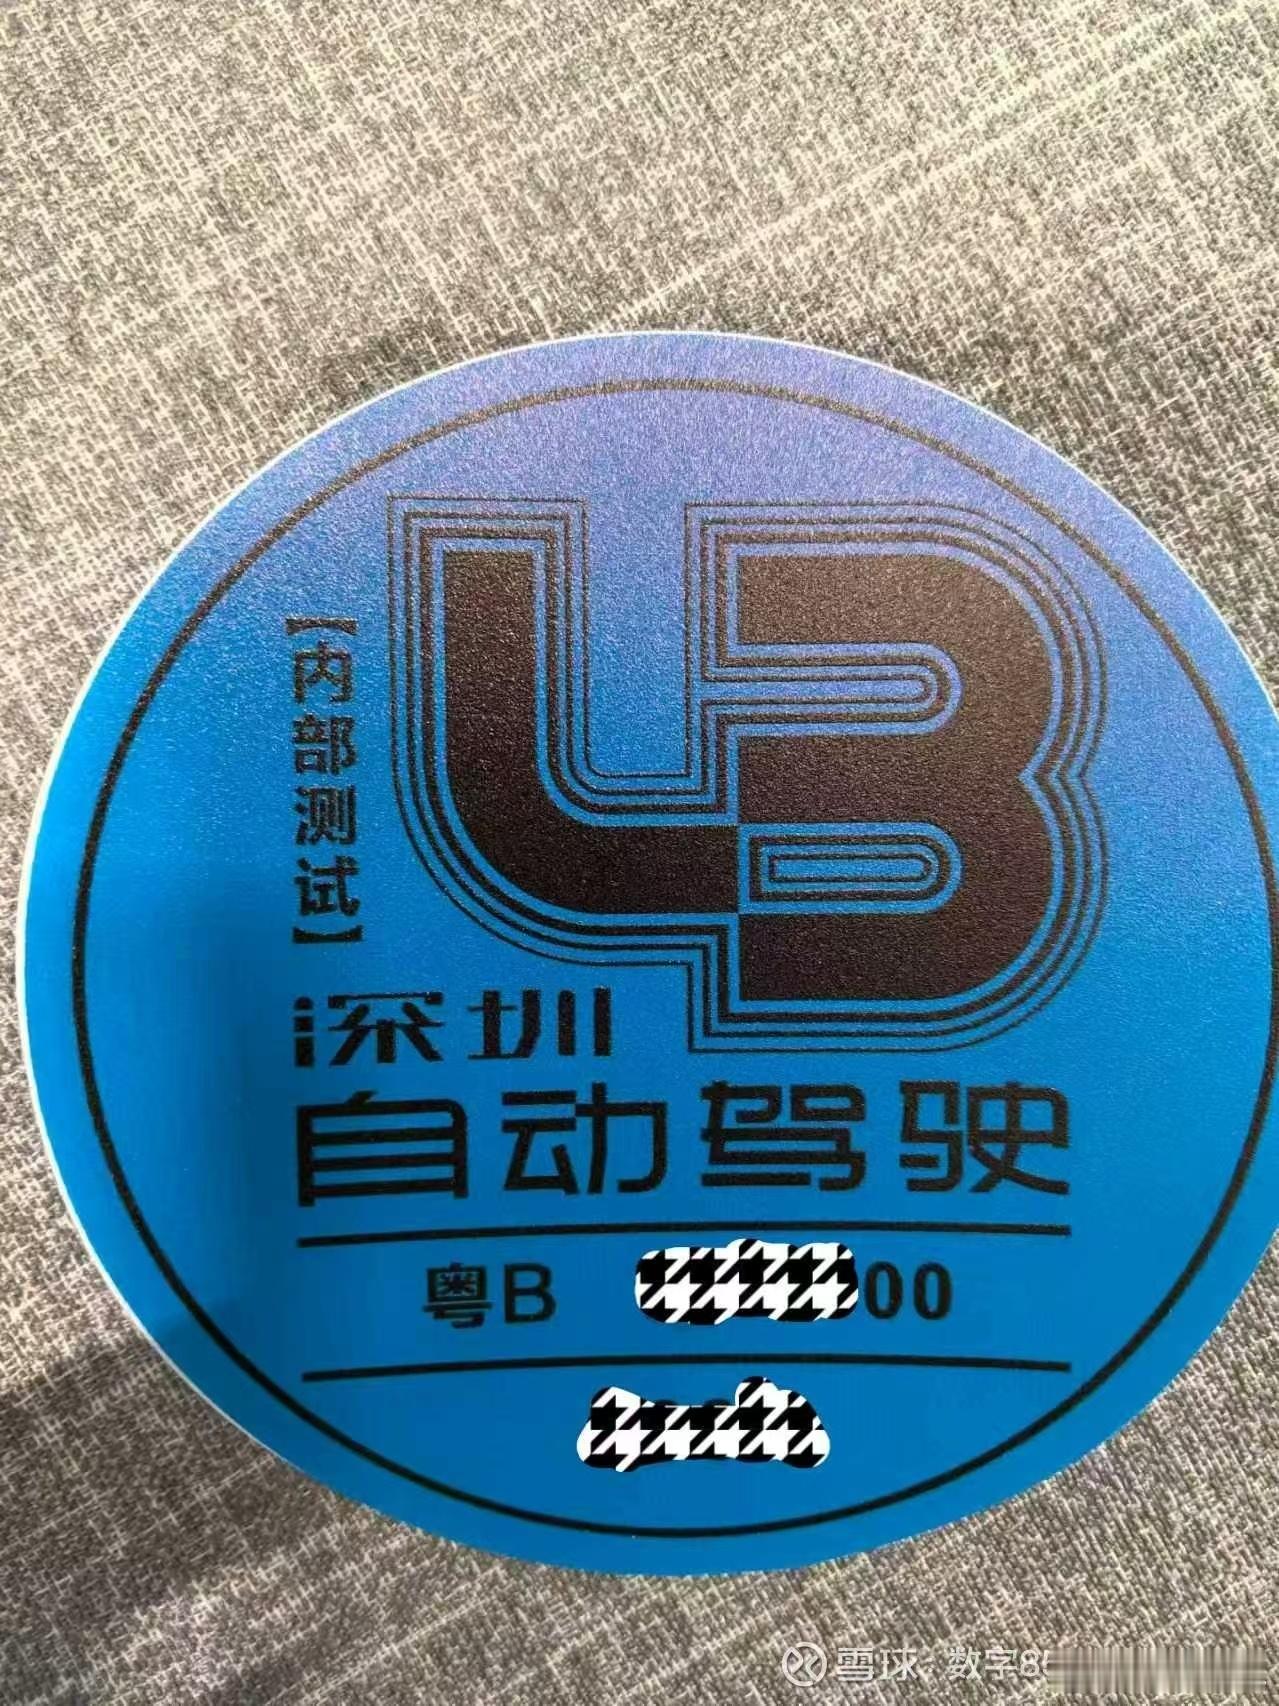 L3
【内部测试】
深圳
自动驾驶
粤B 00
雪球:数字85